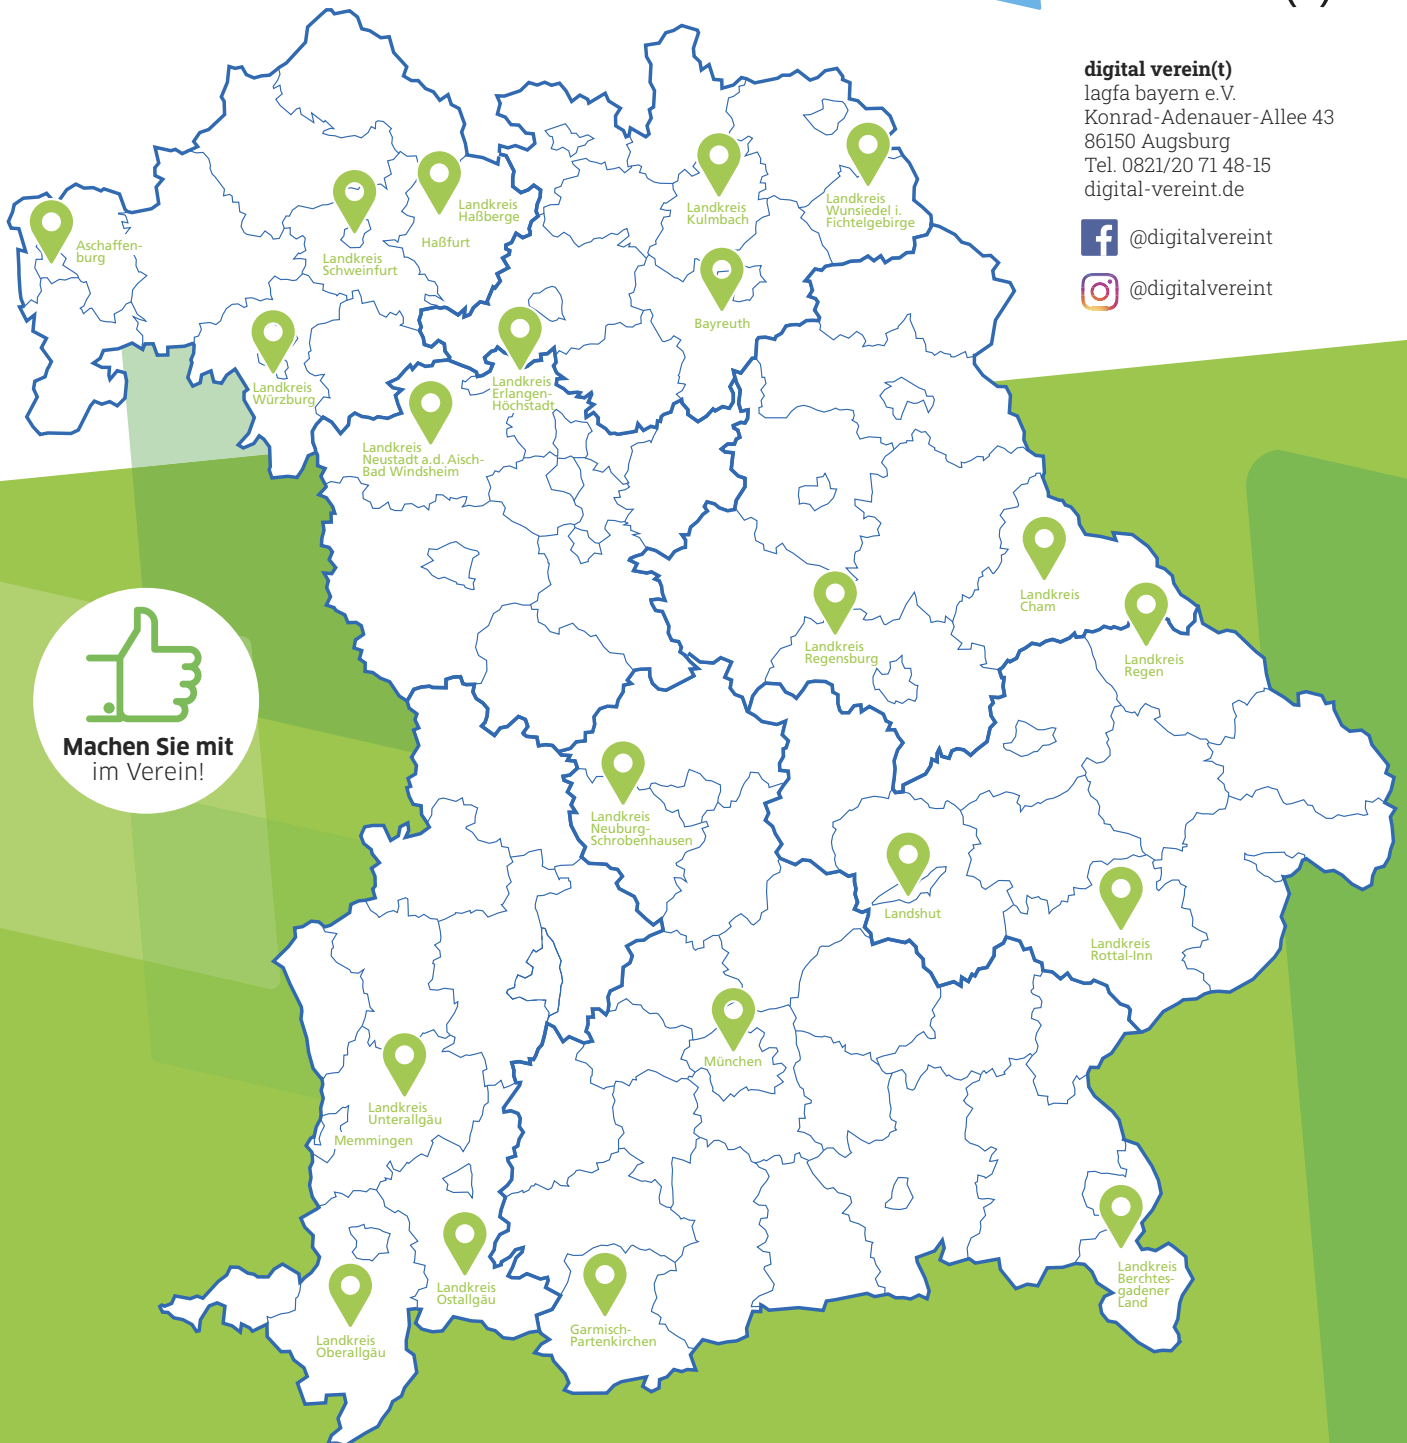 digital verein(t)
lagfa bayern e.V.
Konrad-Adenauer-Allee 43
86150 Augsburg
Tel. 0821/20 71 48-15
digital-vereint.de
@digitalvereint
@digitalvereint
Aschaffen-
burg
Landkreis
Schweinfurt
Landkreis
Haßberge
Haßfurt
Landkreis
Kulmbach
Landkreis
Wunsiedel i.
Fichtelgebirge
Bayreuth
Landkreis
Würzburg
Landkreis
Erlangen-
Höchstadt
Landkreis
Neustadt a.d. Aisch-
Bad Windsheim
Landkreis
Cham
Landkreis
Regensburg
Landkreis
Regen
Machen Sie mit
im Verein!
Landkreis
Neuburg-
Schrobenhausen
Landshut
Landkreis
Rottal-Inn
München
Landkreis
Unterallgäu
Memmingen
Landkreis
Ostallgäu
Landkreis
Oberallgäu
Garmisch-
Partenkirchen
Landkreis
Berchtes-
gadener
Land